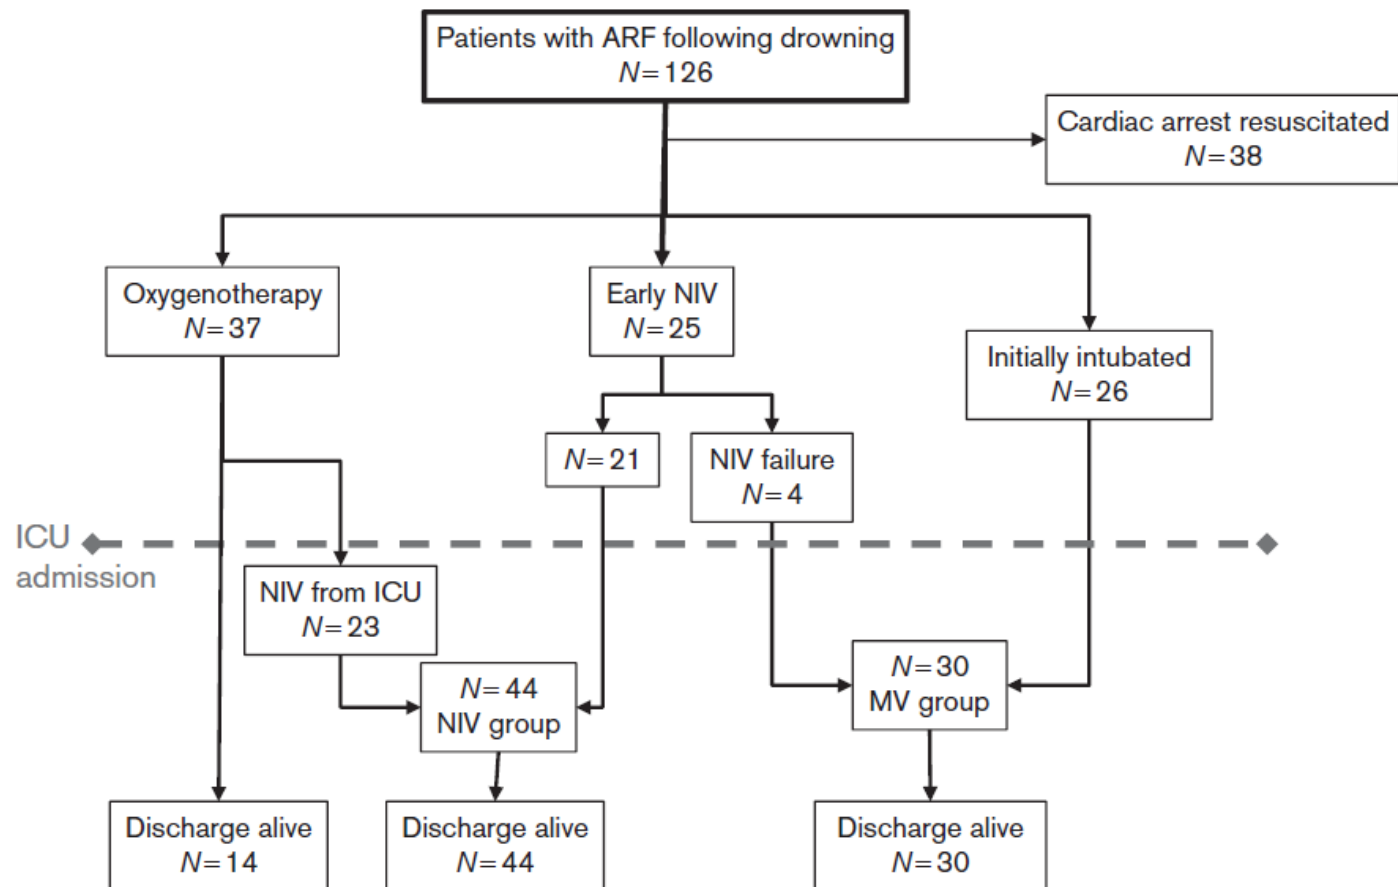 Patients with ARF following drowning
N=126
Cardiac arrest resuscitated
N=38
Oxygenotherapy
N=37
Early NIV
N=25
Initially intubated
N=26
N=21
NIV failure
N=4
ICU
admission
NIV from ICU
N=23
N=44
NIV group
N=30
MV group
Discharge alive
N=14
Discharge alive
N=44
Discharge alive
N=30